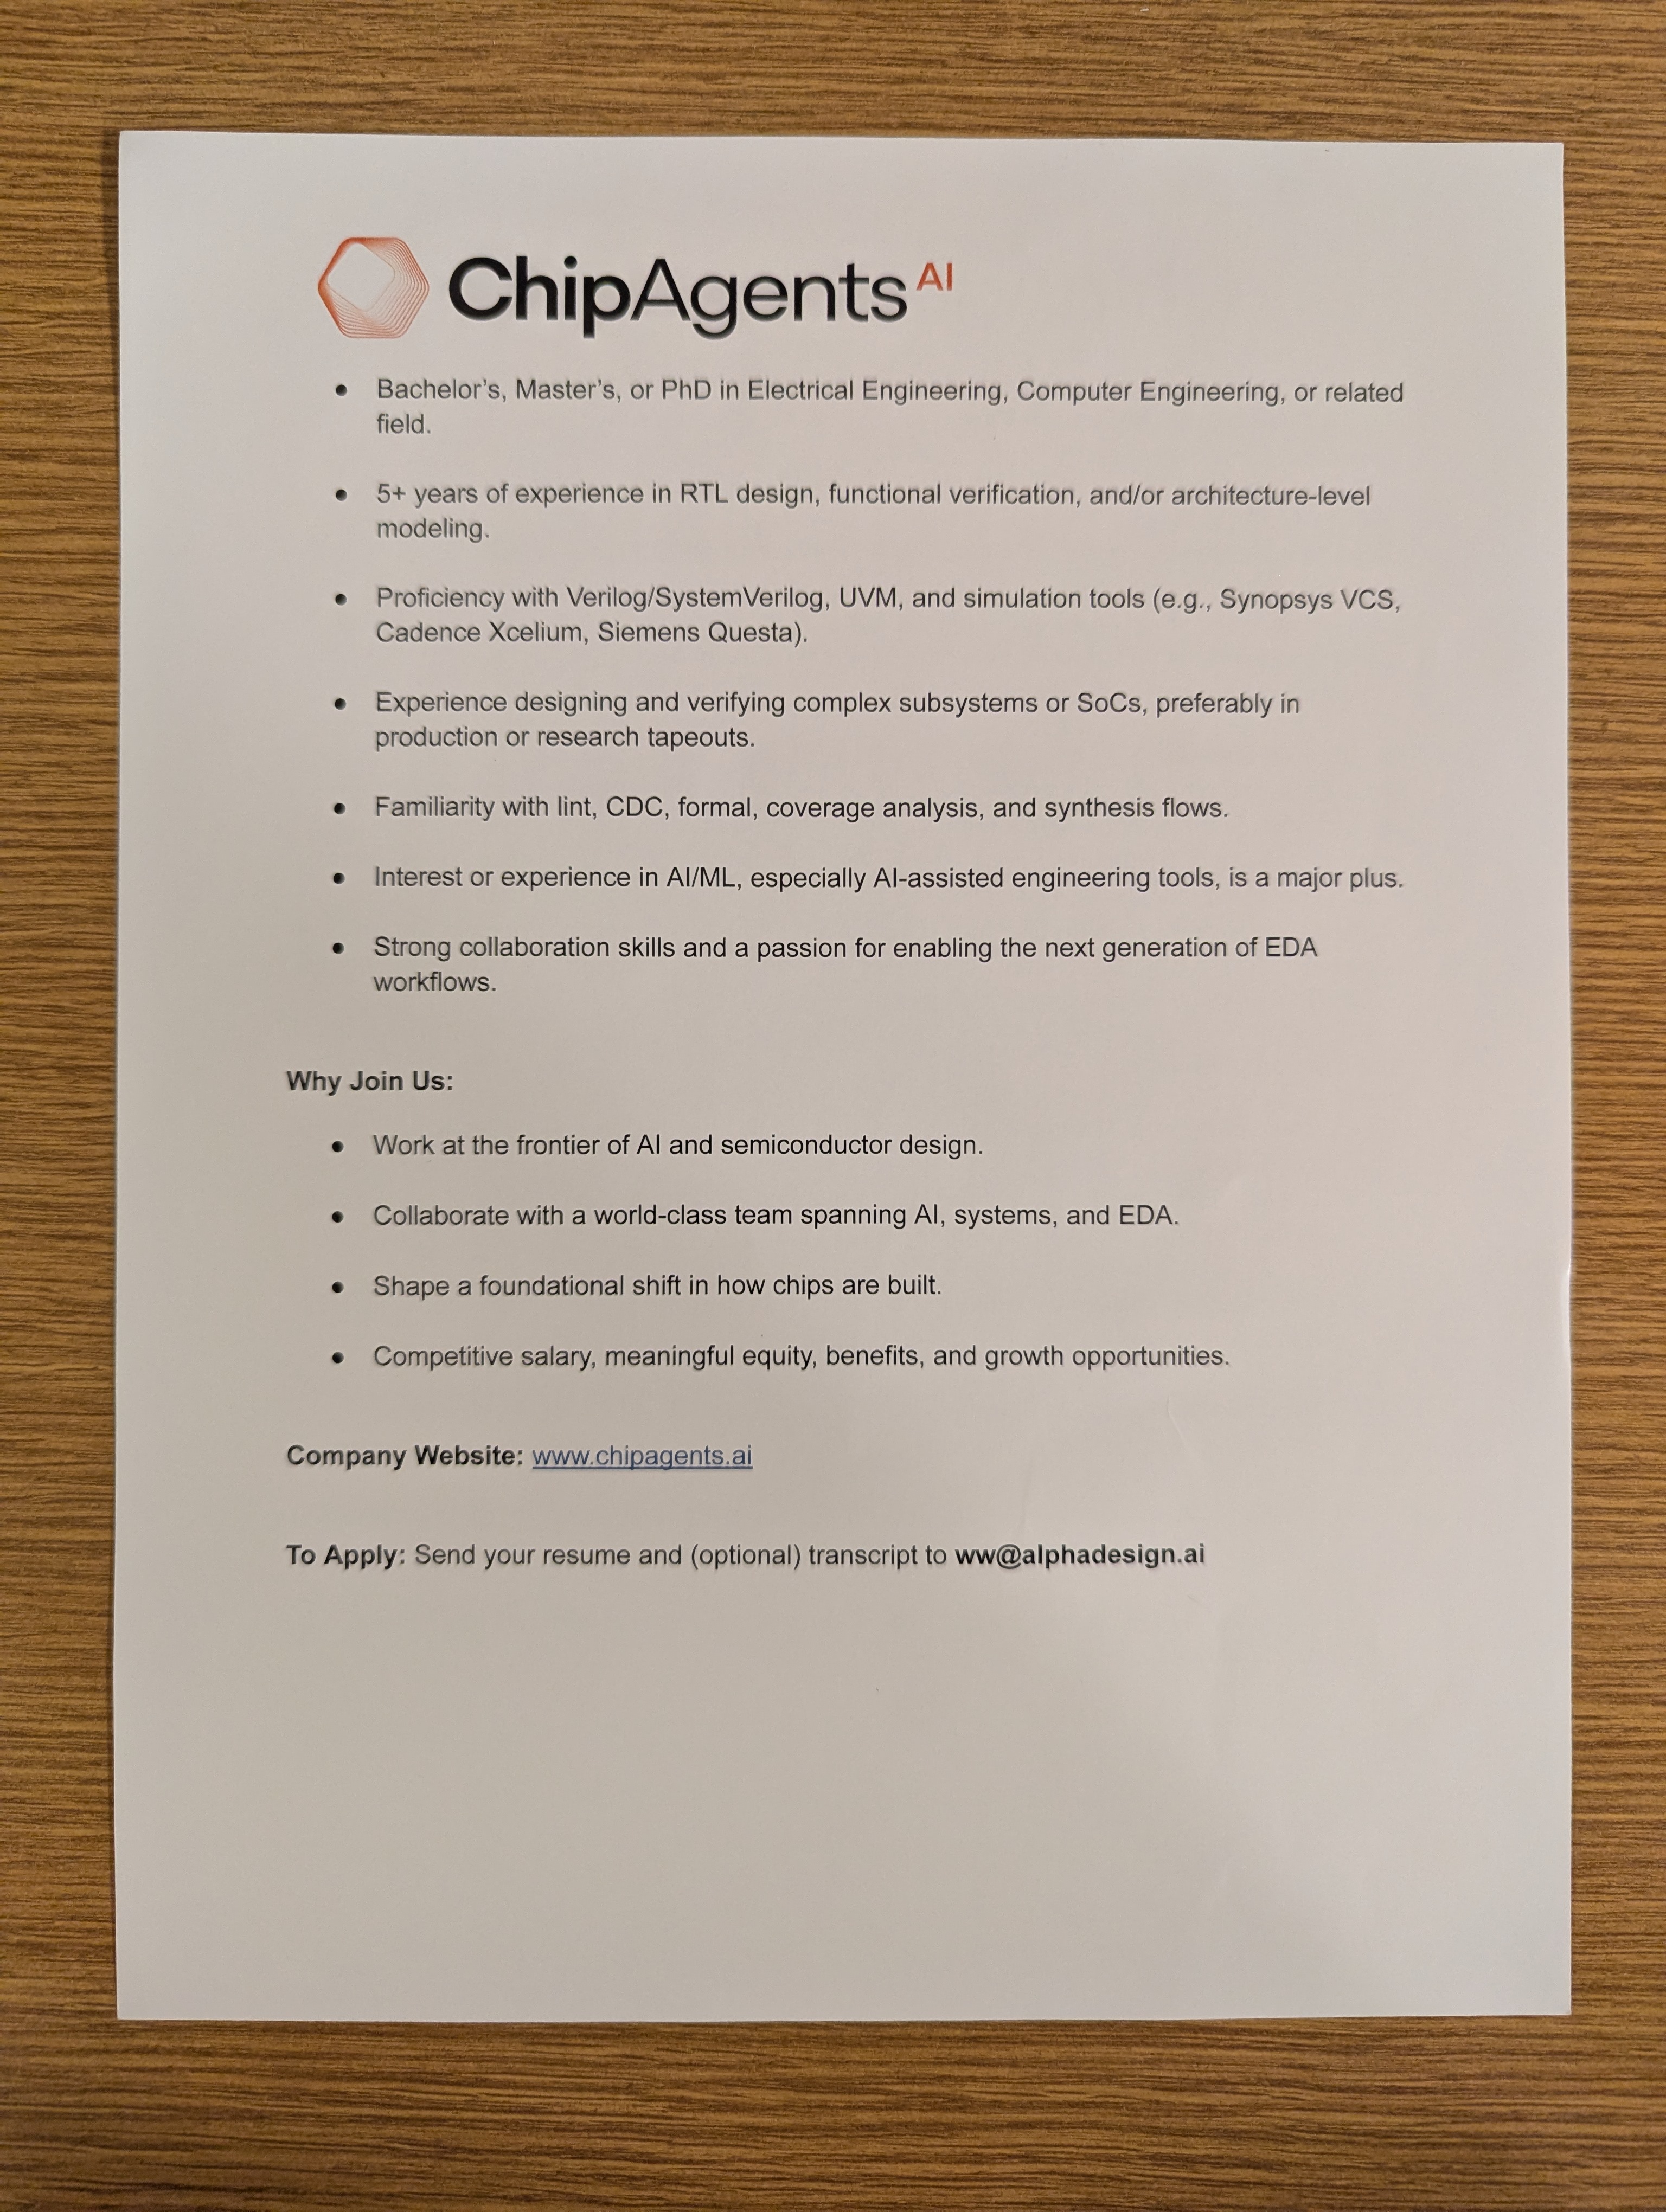 ChipAgents AI
• Bachelor’s, Master’s, or PhD in Electrical Engineering, Computer Engineering, or related
field.
• 5+ years of experience in RTL design, functional verification, and/or architecture-level
modeling.
• Proficiency with Verilog/SystemVerilog, UVM, and simulation tools (e.g., Synopsys VCS,
Cadence Xcelium, Siemens Questa).
• Experience designing and verifying complex subsystems or SoCs, preferably in
production or research tapeouts.
• Familiarity with lint, CDC, formal, coverage analysis, and synthesis flows.
• Interest or experience in AI/ML, especially AI-assisted engineering tools, is a major plus.
• Strong collaboration skills and a passion for enabling the next generation of EDA
workflows.
Why Join Us:
• Work at the frontier of AI and semiconductor design.
• Collaborate with a world-class team spanning AI, systems, and EDA.
• Shape a foundational shift in how chips are built.
• Competitive salary, meaningful equity, benefits, and growth opportunities.
Company Website: www.chipagents.ai
To Apply: Send your resume and (optional) transcript to ww@alphadesign.ai